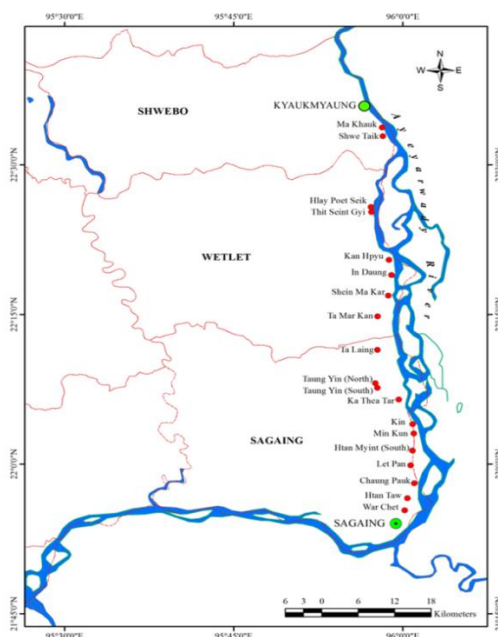 95°30'0"E
95°45'0"E
96°0'0"E
N
W
E
S
KYAUKMYAUNG
SHWEBO
Ma Khauk
Shwe Taik
Ayeyarwady River
22°30'0"N
Hlay Poet Seik
Thit Seint Gyi
WETLET
Kan Hpyu
In Daung
Shein Ma Kar
22°15'0"N
Ta Mar Kan
Ta Laing
Taung Yin (North)
Taung Yin (South)
Ka Thea Tar
Kin
Min Kun
SAGAING
Htan Myint (South)
22°0'0"N
Let Pan
Chaung Pauk
Htan Taw
War Chet
SAGAING
6 3 0 6 12 18
Kilometers
21°45'0"N
95°30'0"E
95°45'0"E
96°0'0"E